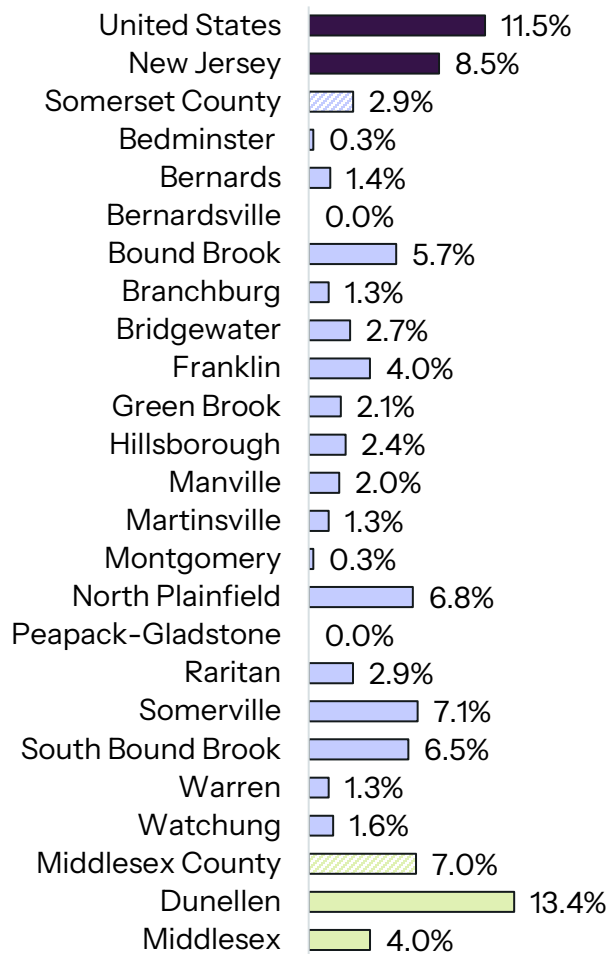 United States 11.5%
New Jersey 8.5%
Somerset County 2.9%
Bedminster 0.3%
Bernards 1.4%
Bernardsville 0.0%
Bound Brook 5.7%
Branchburg 1.3%
Bridgewater 2.7%
Franklin 4.0%
Green Brook 2.1%
Hillsborough 2.4%
Manville 2.0%
Martinsville 1.3%
Montgomery 0.3%
North Plainfield 6.8%
Peapack-Gladstone 0.0%
Raritan 2.9%
Somerville 7.1%
South Bound Brook 6.5%
Warren 1.3%
Watchung 1.6%
Middlesex County 7.0%
Dunellen 13.4%
Middlesex 4.0%